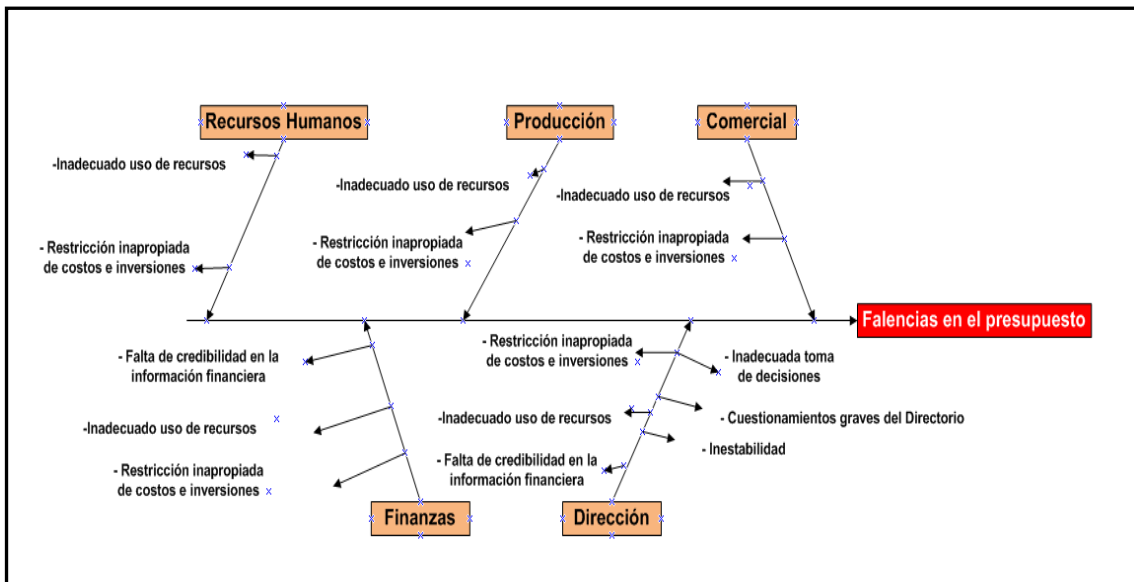 Recursos Humanos
Producción
Comercial
-Inadecuado uso de recursos
-Inadecuado uso de recursos
-Inadecuado uso de recursos
- Restricción inapropiada
de costos e inversiones
- Restricción inapropiada
de costos e inversiones
- Restricción inapropiada
de costos e inversiones
Falencias en el presupuesto
- Falta de credibilidad en la
información financiera
-Inadecuado uso de recursos
- Restricción inapropiada
de costos e inversiones
Finanzas
- Restricción inapropiada
de costos e inversiones
- Inadecuada toma
de decisiones
-Inadecuado uso de recursos
- Cuestionamientos graves del Directorio
- Inestabilidad
- Falta de credibilidad en la
información financiera
Dirección